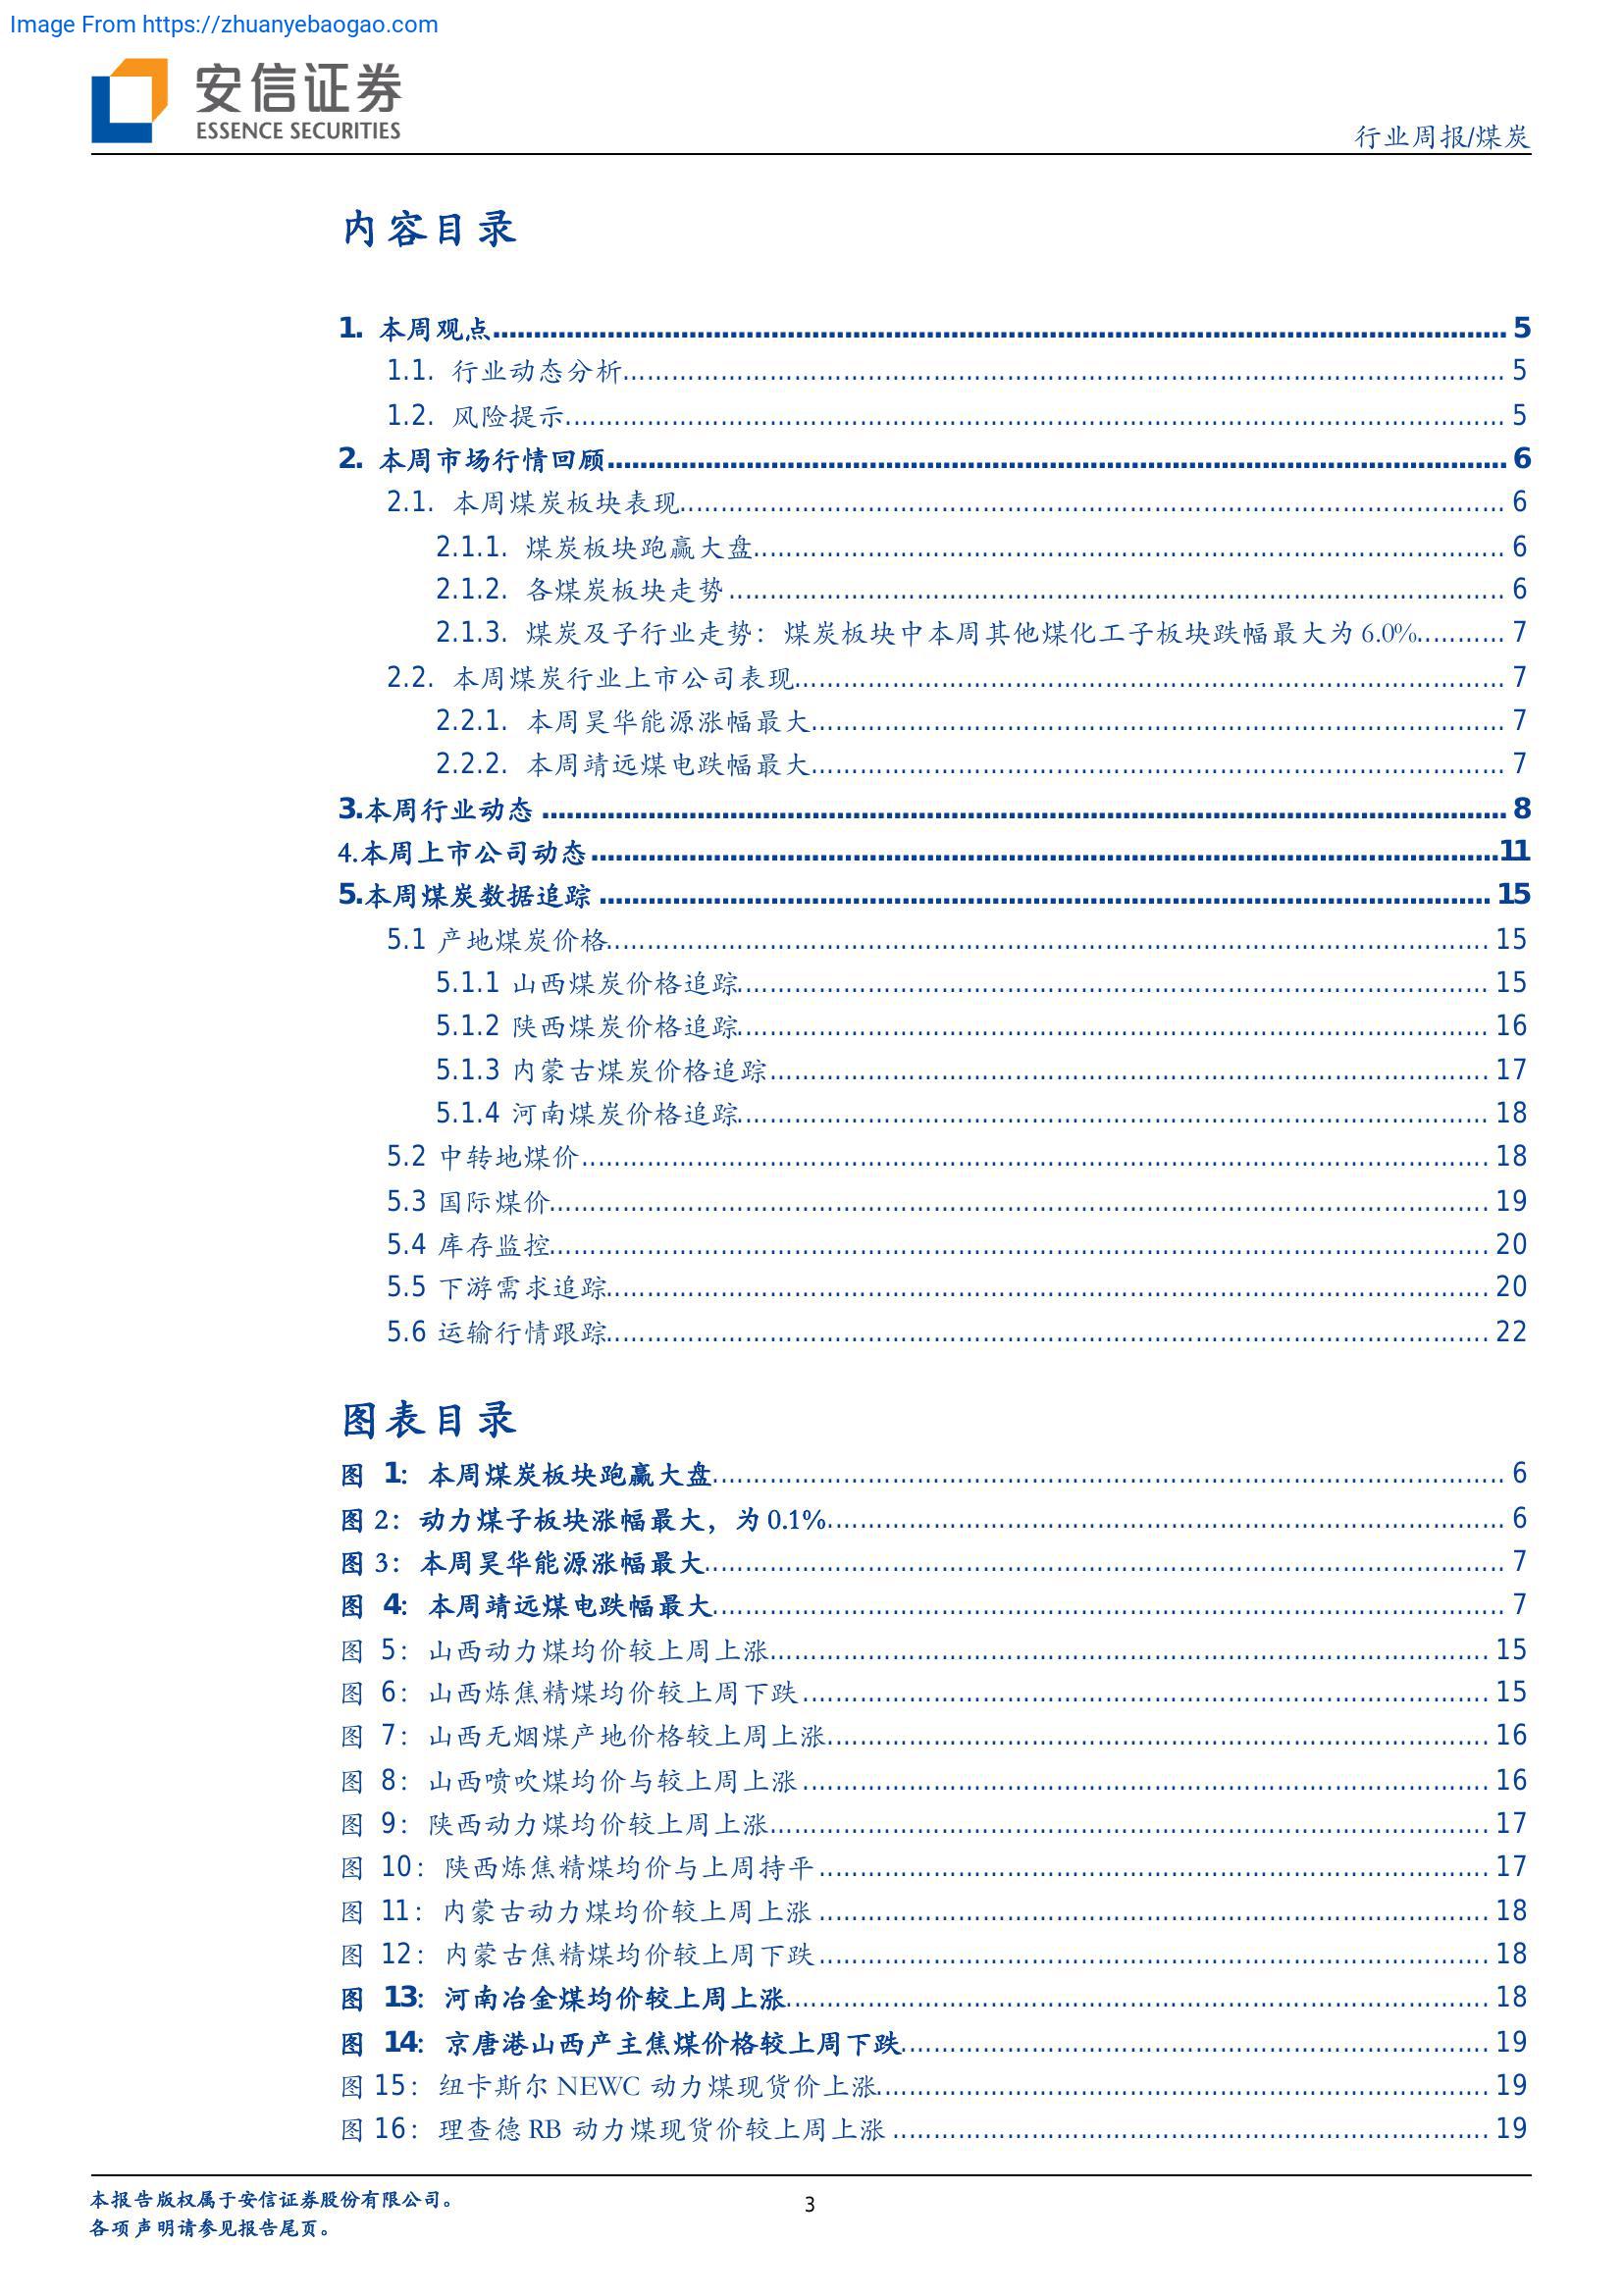 Image From https://zhuanyebaogao.com
安信证券
ESSENCE SECURITIES
行业周报/煤炭
内容目录
1. 本周观点 5
1.1. 行业动态分析 5
1.2. 风险提示 5
2. 本周市场行情回顾 6
2.1. 本周煤炭板块表现 6
2.1.1. 煤炭板块跑赢大盘 6
2.1.2. 各煤炭板块走势 6
2.1.3. 煤炭及子行业走势：煤炭板块中本周其他煤化工子板块跌幅最大为 6.0% 7
2.2. 本周煤炭行业上市公司表现 7
2.2.1. 本周昊华能源涨幅最大 7
2.2.2. 本周靖远煤电跌幅最大 7
3.本周行业动态 8
4.本周上市公司动态 11
5.本周煤炭数据追踪 15
5.1 产地煤炭价格 15
5.1.1 山西煤炭价格追踪 15
5.1.2 陕西煤炭价格追踪 16
5.1.3 内蒙古煤炭价格追踪 17
5.1.4 河南煤炭价格追踪 18
5.2 中转地煤价 18
5.3 国际煤价 19
5.4 库存监控 20
5.5 下游需求追踪 20
5.6 运输行情跟踪 22
图表目录
图 1：本周煤炭板块跑赢大盘 6
图 2：动力煤子板块涨幅最大，为 0.1% 6
图 3：本周昊华能源涨幅最大 7
图 4：本周靖远煤电跌幅最大 7
图 5：山西动力煤均价较上周上涨 15
图 6：山西炼焦精煤均价较上周下跌 15
图 7：山西无烟煤产地价格较上周上涨 16
图 8：山西喷吹煤均价与较上周上涨 16
图 9：陕西动力煤均价较上周上涨 17
图 10：陕西炼焦精煤均价与上周持平 17
图 11：内蒙古动力煤均价较上周上涨 18
图 12：内蒙古焦精煤均价较上周下跌 18
图 13：河南冶金煤均价较上周上涨 18
图 14：京唐港山西产主焦煤价格较上周下跌 19
图 15：纽卡斯尔 NEWC 动力煤现货价上涨 19
图 16：理查德 RB 动力煤现货价较上周上涨 19
本报告版权属于安信证券股份有限公司。
3
各项声明请参见报告尾页。